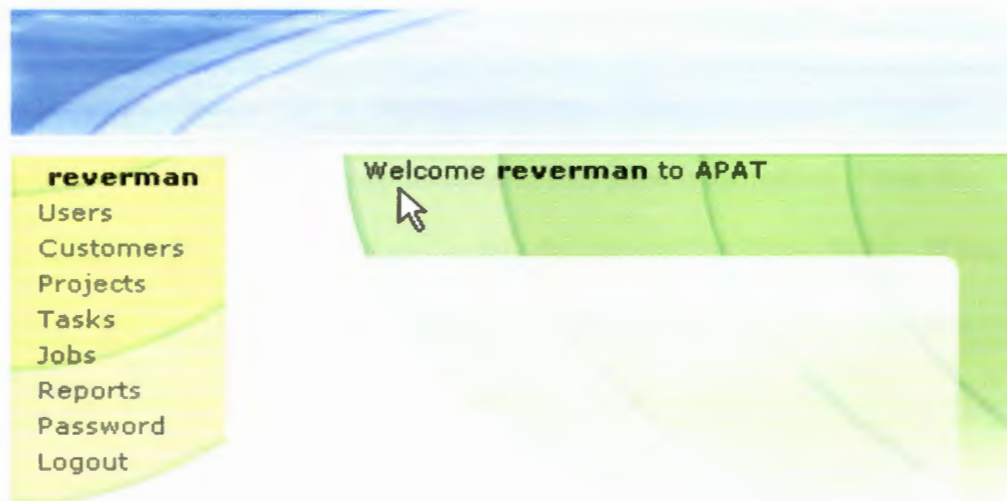 reverman
Users
Customers
Projects
Tasks
Jobs
Reports
Password
Logout
Welcome reverman to APAT